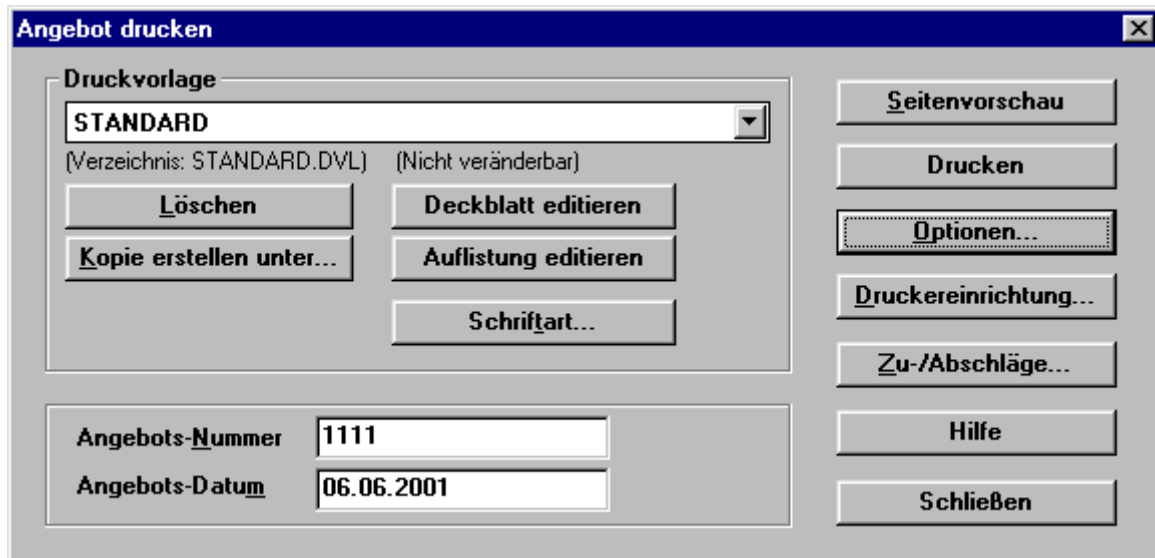 Angebot drucken
Druckvorlage
STANDARD
(Verzeichnis: STANDARD.DVL) (Nicht veränderbar)
Löschen Deckblatt editieren
Kopie erstellen unter... Auflistung editieren
Schriftart...
Angebots-Nummer 1111
Angebots-Datum 06.06.2001
Seitenvorschau
Drucken
Optionen...
Druckereinrichtung...
Zu-/Abschläge...
Hilfe
Schließen